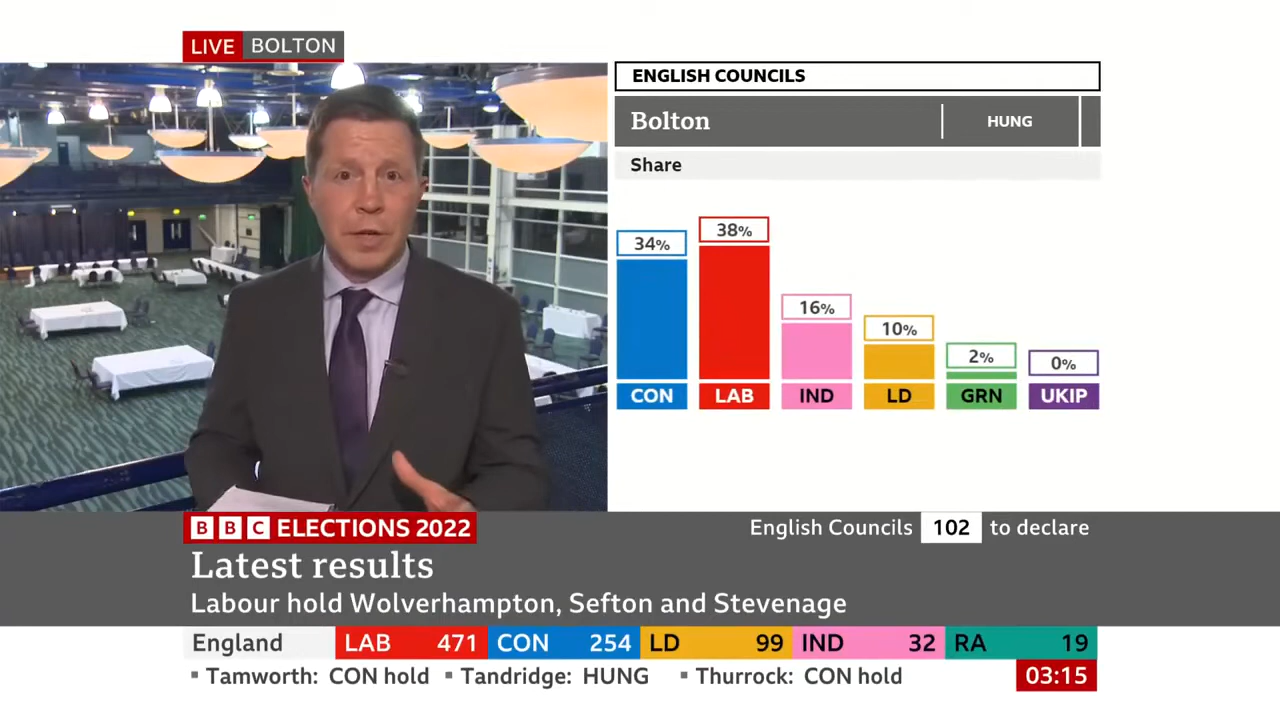 LIVE BOLTON
ENGLISH COUNCILS
Bolton HUNG
Share
34% 38% 16% 10% 2% 0%
CON LAB IND LD GRN UKIP
BBC ELECTIONS 2022
English Councils 102 to declare
Latest results
Labour hold Wolverhampton, Sefton and Stevenage
England LAB 471 CON 254 LD 99 IND 32 RA 19
▪ Tamworth: CON hold ▪ Tandridge: HUNG ▪ Thurrock: CON hold 03:15